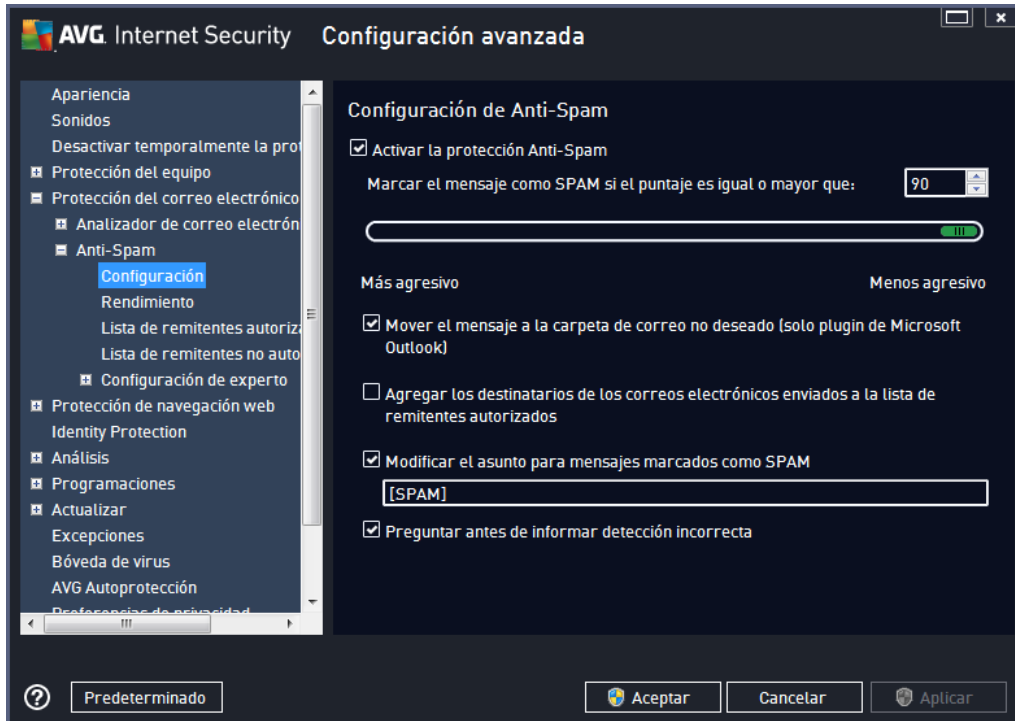 AVG. Internet Security Configuración avanzada
Apariencia
Sonidos
Desactivar temporalmente la prot
Protección del equipo
Protección del correo electrónico
Analizador de correo electrón
Anti-Spam
Configuración
Rendimiento
Lista de remitentes autoriza
Lista de remitentes no auto
Configuración de experto
Protección de navegación web
Identity Protection
Análisis
Programaciones
Actualizar
Excepciones
Bóveda de virus
AVG Autoprotección
Preferencias de privacidad
Configuración de Anti-Spam
Activar la protección Anti-Spam
Marcar el mensaje como SPAM si el puntaje es igual o mayor que: 90
Más agresivo Menos agresivo
Mover el mensaje a la carpeta de correo no deseado (solo plugin de Microsoft
Outlook)
Agregar los destinatarios de los correos electrónicos enviados a la lista de
remitentes autorizados
Modificar el asunto para mensajes marcados como SPAM
[SPAM]
Preguntar antes de informar detección incorrecta
Predeterminado Aceptar Cancelar Aplicar